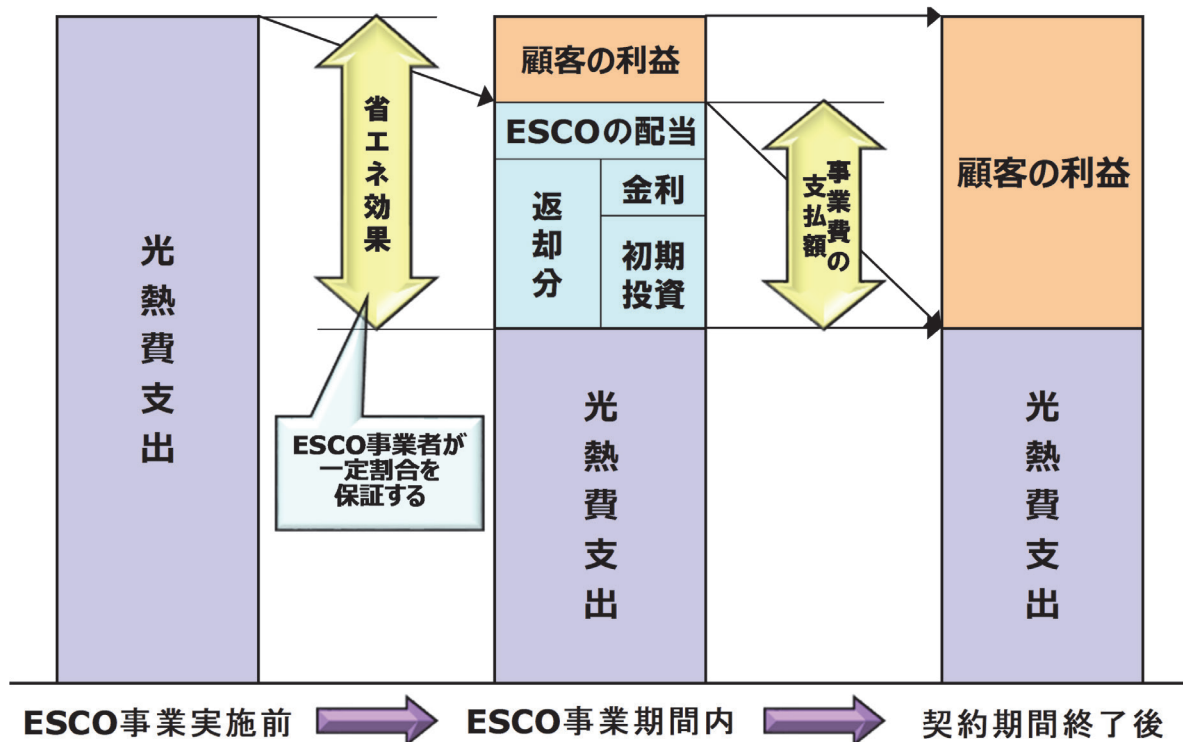 光熱費支出
省エネ効果
ESCO事業者が
一定割合を
保証する
顧客の利益
ESCOの配当
返却分
金利
初期
投資
光熱費支出
事業費の
支払額
顧客の利益
光熱費支出
ESCO事業実施前
ESCO事業期間内
契約期間終了後